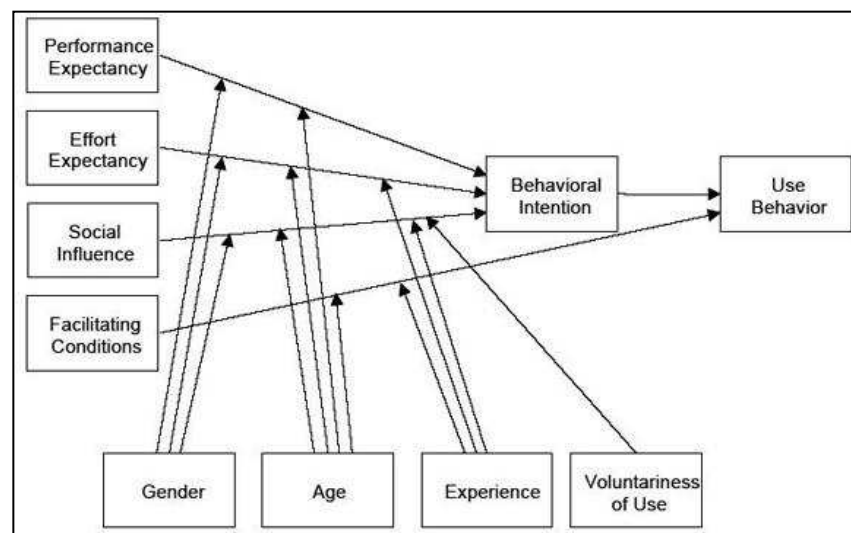 Performance
Expectancy
Effort
Expectancy
Social
Influence
Facilitating
Conditions
Behavioral
Intention
Use
Behavior
Gender
Age
Experience
Voluntariness
of Use